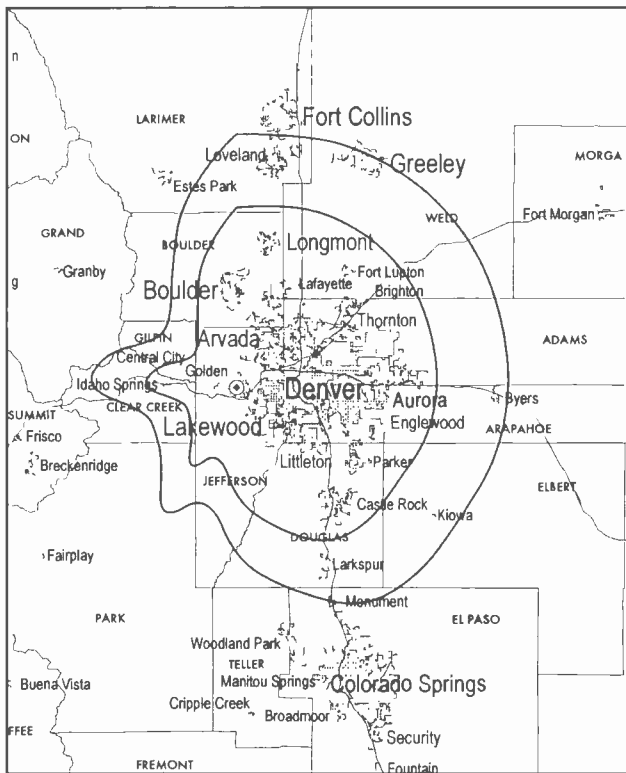 n
Fort Collins
LARIMER
ON
Loveland
Greeley
MORGA
Estes Park
WELD
Fort Morgan
GRAND
BOULDER
Longmont
Granby
Fort Lupton
g
Boulder
Lafayette
Brighton
Thornton
GILPIN
Arvada
ADAMS
Central City
Golden
Idaho Springs
Denver
Aurora
Byers
SUMMIT
CLEAR CREEK
Lakewood
Englewood
ARAPAHOE
Frisco
Littleton
Parker
Breckenridge
JEFFERSON
ELBERT
Castle Rock
Kiowa
DOUGLAS
Fairplay
Larkspur
Monument
PARK
EL PASO
Woodland Park
TELLER
Manitou Springs
Colorado Springs
Buena Vista
Cripple Creek
Broadmoor
FFEE
Security
FREMONT
Fountain